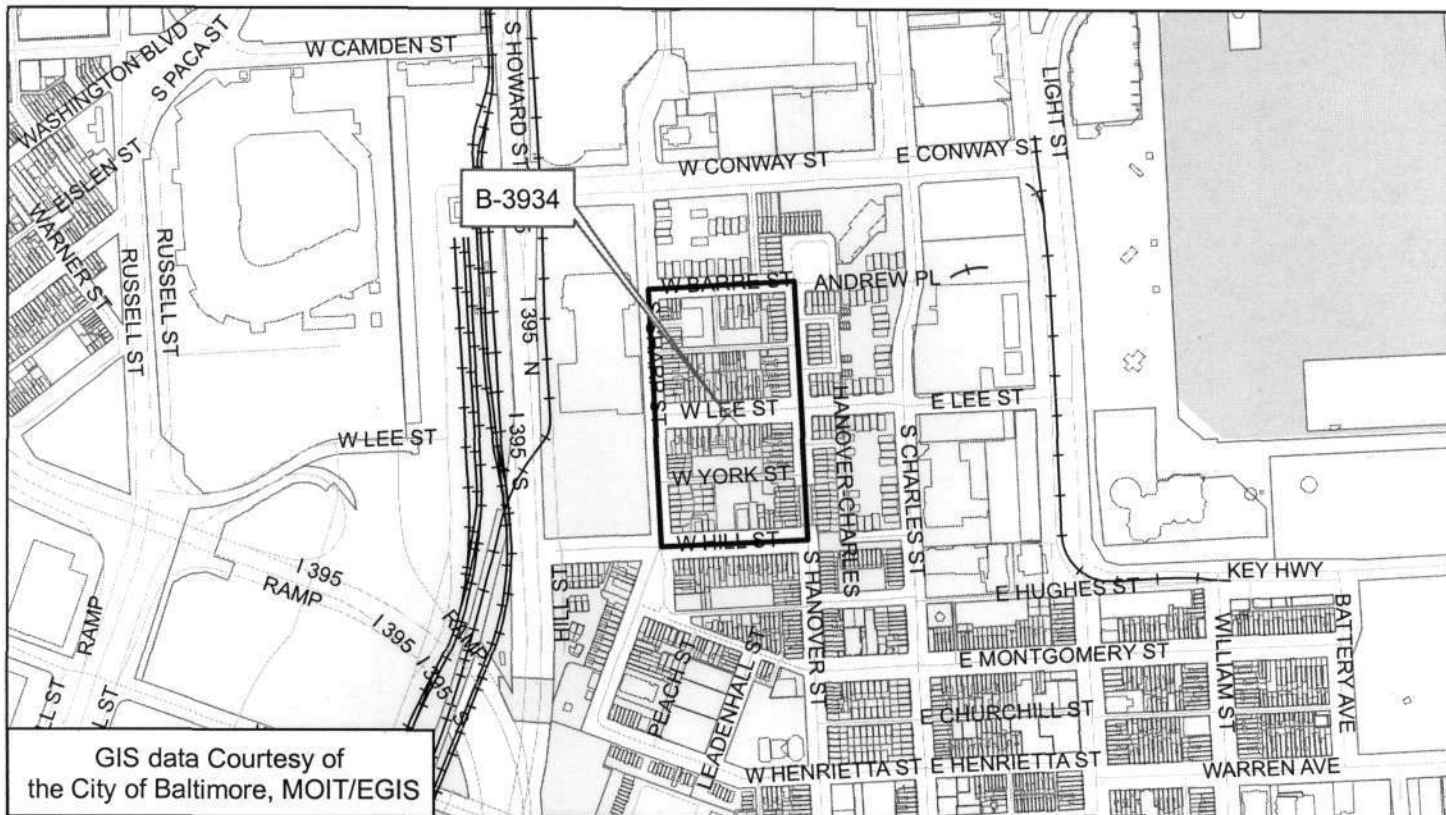 W CAMDEN ST
WASHINGTON BLVD
S PACA ST
S HOWARD ST
LIGHT ST
EISLEN ST
WARNER ST
W CONWAY ST
E CONWAY ST
B-3934
RUSSELL ST
RUSSELL ST
W BARRE ST
ANDREW PL
I 395 N
S SHARP ST
W LEE ST
E LEE ST
W LEE ST
I 395 S
HANOVER-CHARLES
S CHARLES ST
W YORK ST
W HILL ST
S HANOVER ST
I 395
RAMP
RAMP
I 395
I 395 S
RAMP
HILL ST
E HUGHES ST
KEY HWY
BATTERY AVE
WILLIAM ST
E MONTGOMERY ST
PEACH ST
LEADENHALL ST
E CHURCHILL ST
W HENRIETTA ST
E HENRIETTA ST
WARREN AVE
L ST
L ST
GIS data Courtesy of
the City of Baltimore, MOIT/EGIS